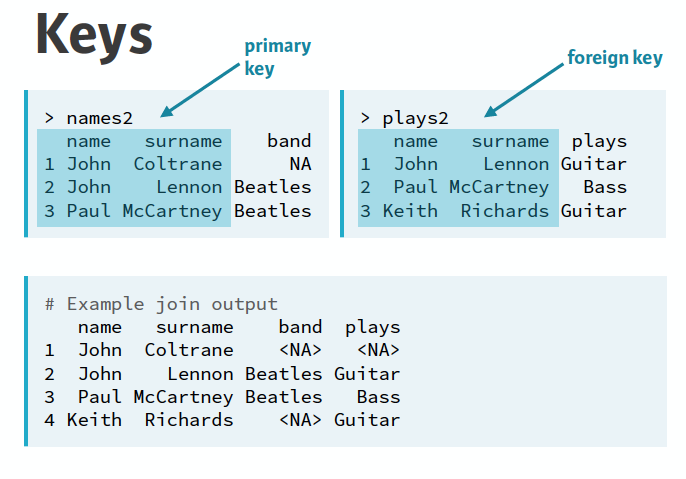 Keys
primary
key
foreign key
> names2
name surname band
1 John Coltrane NA
2 John Lennon Beatles
3 Paul McCartney Beatles
> plays2
name surname plays
1 John Lennon Guitar
2 Paul McCartney Bass
3 Keith Richards Guitar
# Example join output
name surname band plays
1 John Coltrane <NA> <NA>
2 John Lennon Beatles Guitar
3 Paul McCartney Beatles Bass
4 Keith Richards <NA> Guitar